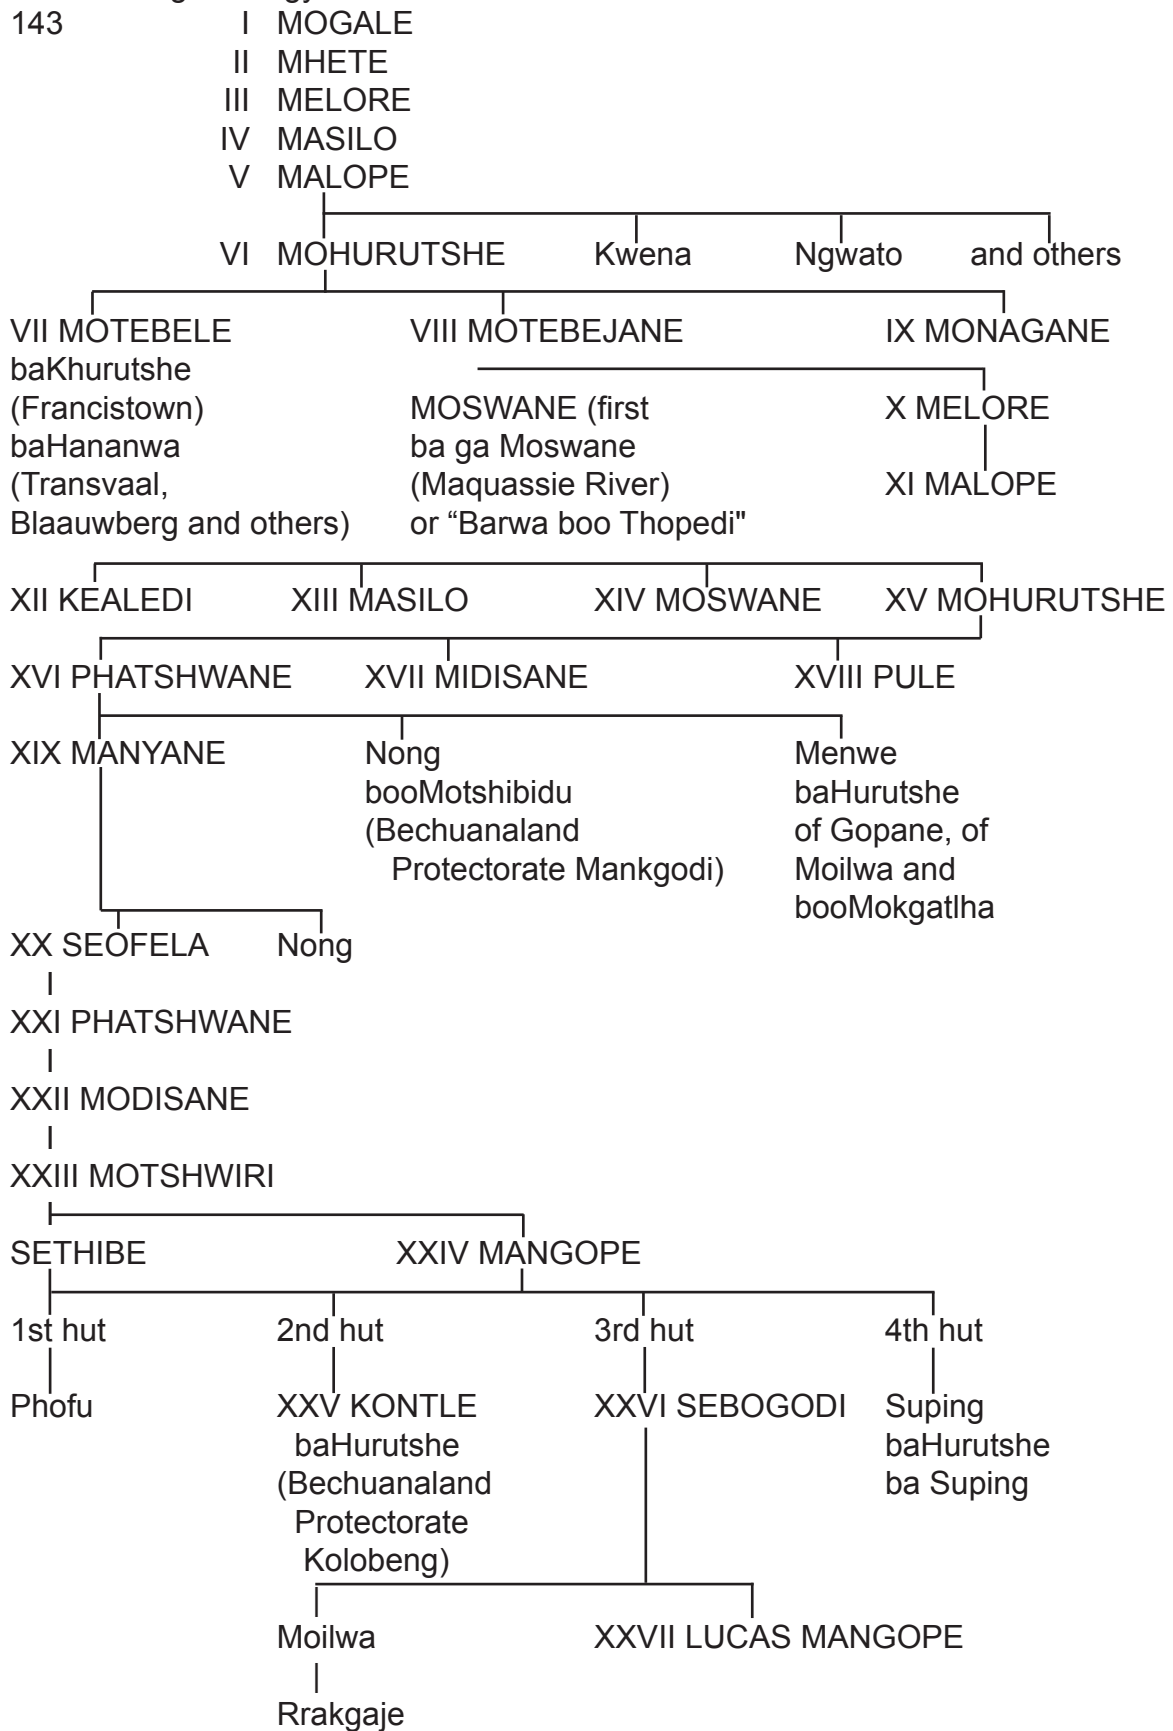 143 I MOGALE
II MHETE
III MELORE
IV MASILO
V MALOPE
VI MOHURUTSHE Kwena Ngwato and others
VII MOTEBELE VIII MOTEBEJANE IX MONAGANE
baKhurutshe
(Francistown) MOSWANE (first X MELORE
baHananwa ba ga Moswane
(Transvaal, (Maquassie River) XI MALOPE
Blaauwberg and others) or “Barwa boo Thopedi"
XII KEALEDI XIII MASILO XIV MOSWANE XV MOHURUTSHE
XVI PHATSHWANE XVII MIDISANE XVIII PULE
XIX MANYANE Nong Menwe
booMotshibidu baHurutshe
(Bechuanaland of Gopane, of
Protectorate Mankgodi) Moilwa and
booMokgatlha
XX SEOFELA Nong
XXI PHATSHWANE
XXII MODISANE
XXIII MOTSHWIRI
SETHIBE XXIV MANGOPE
1st hut 2nd hut 3rd hut 4th hut
Phofu XXV KONTLE XXVI SEBOGODI Suping
baHurutshe baHurutshe
(Bechuanaland ba Suping
Protectorate
Kolobeng)
Moilwa XXVII LUCAS MANGOPE
Rrakgaje